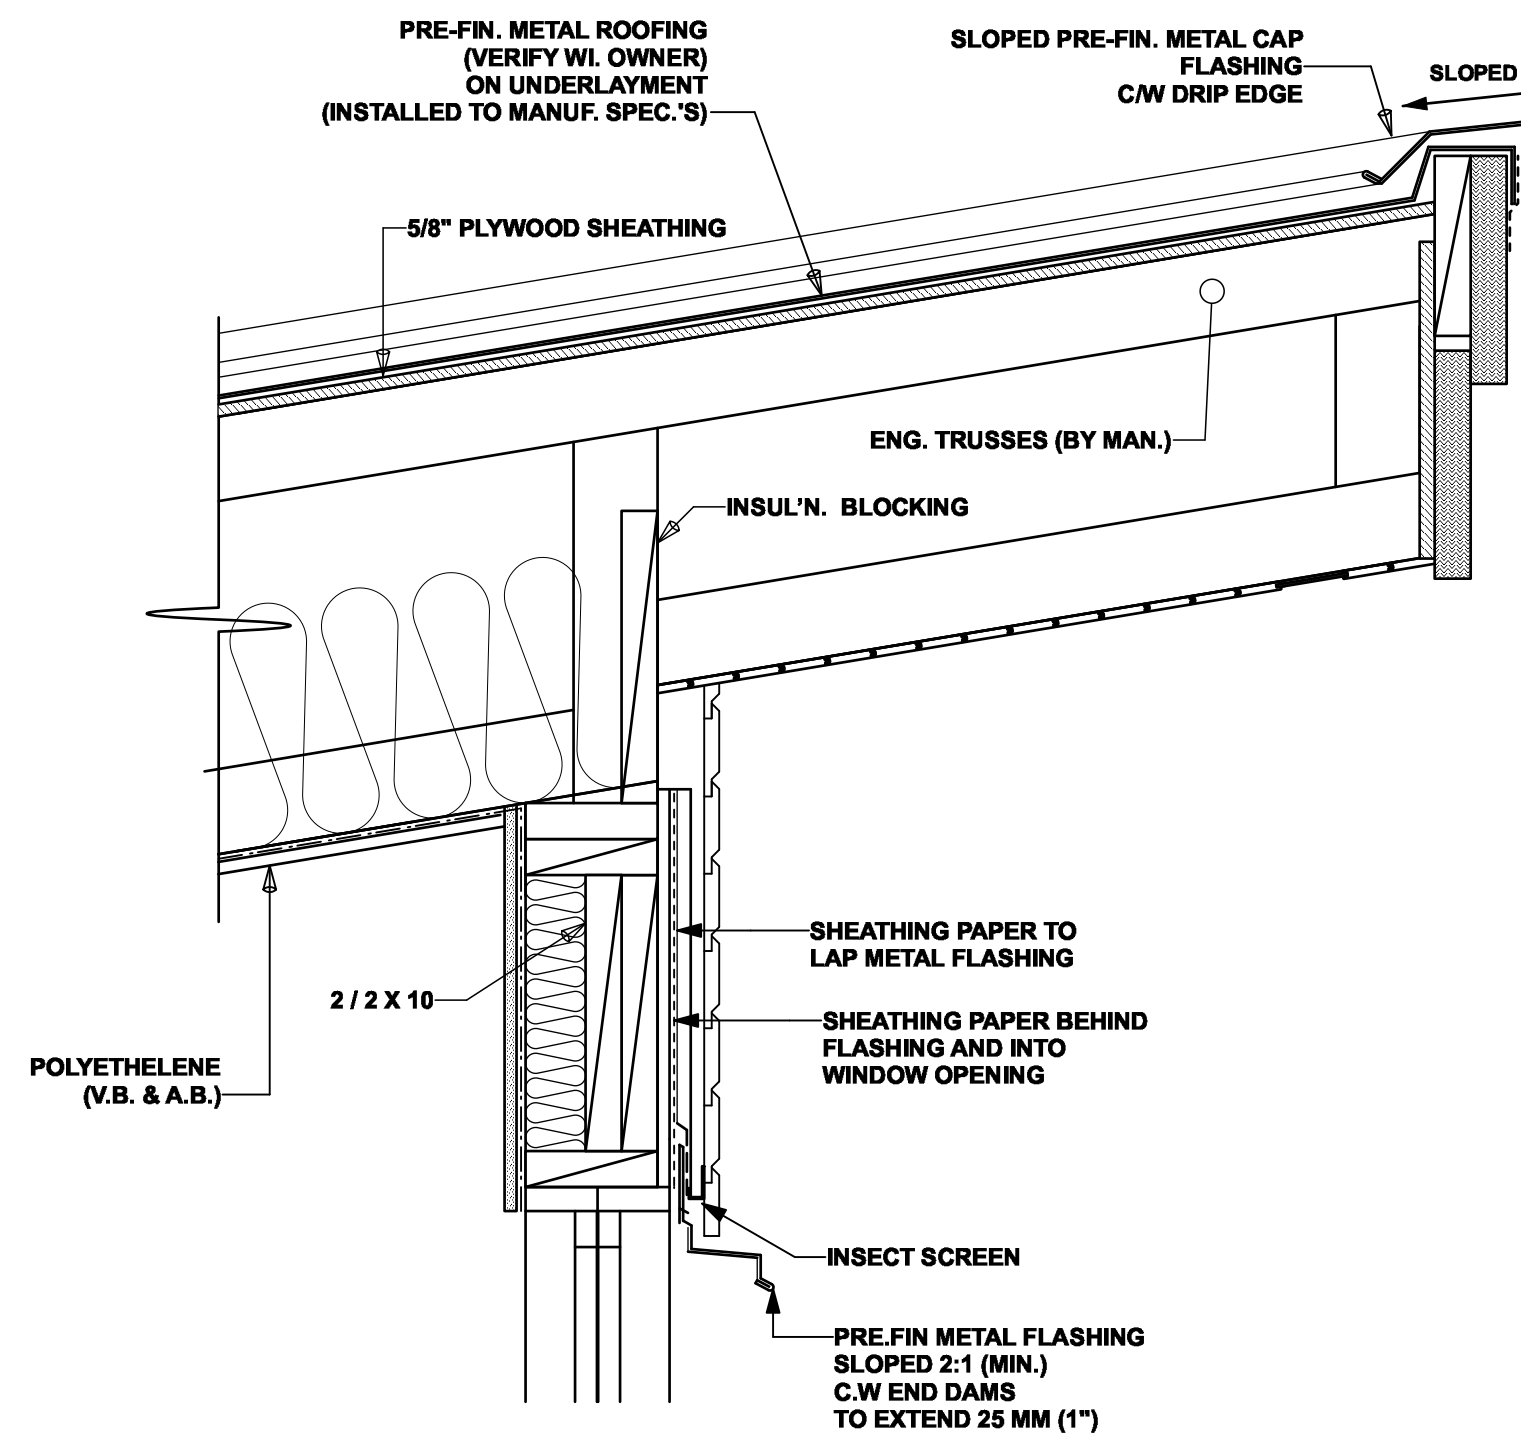 PRE-FIN. METAL ROOFING
(VERIFY WI. OWNER)
ON UNDERLAYMENT
(INSTALLED TO MANUF. SPEC.'S)
SLOPED PRE-FIN. METAL CAP
FLASHING
C/W DRIP EDGE
SLOPED
5/8" PLYWOOD SHEATHING
ENG. TRUSSES (BY MAN.)
INSUL’N.  BLOCKING
SHEATHING PAPER TO
LAP METAL FLASHING
2 / 2 X 10
SHEATHING PAPER BEHIND
FLASHING AND INTO
WINDOW OPENING
POLYETHELENE
(V.B. & A.B.)
INSECT SCREEN
PRE.FIN METAL FLASHING
SLOPED 2:1 (MIN.)
C.W END DAMS
TO EXTEND 25 MM (1")